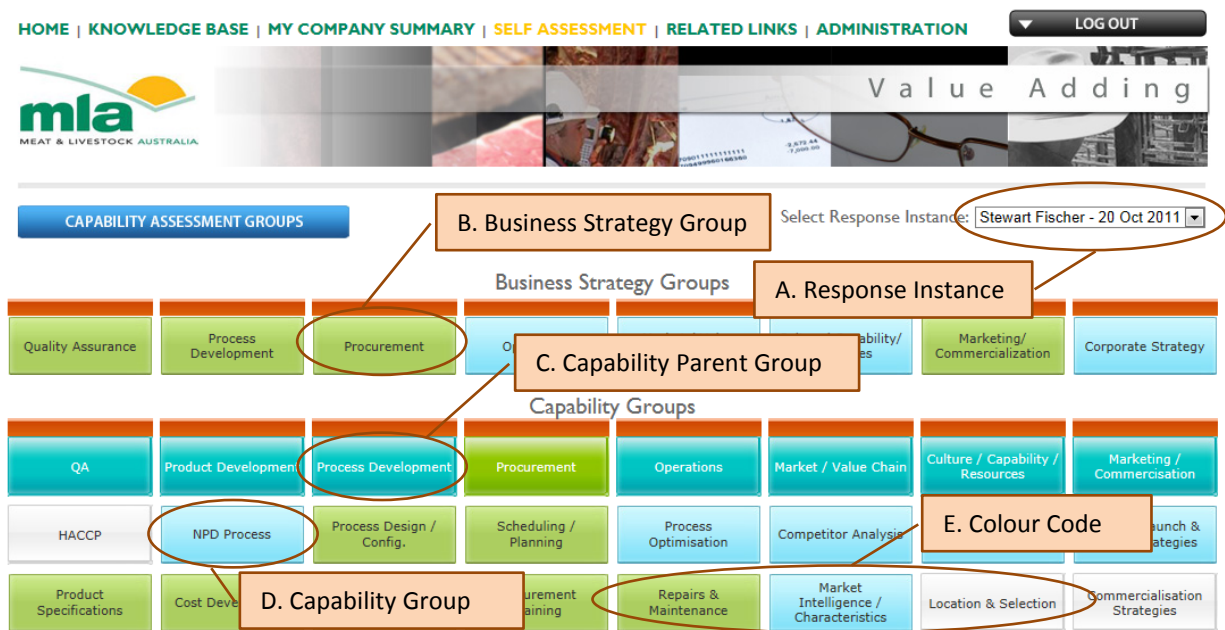 HOME | KNOWLEDGE BASE | MY COMPANY SUMMARY | SELF ASSESSMENT | RELATED LINKS | ADMINISTRATION
LOG OUT
Value Adding
mla
MEAT & LIVESTOCK AUSTRALIA
CAPABILITY ASSESSMENT GROUPS
B. Business Strategy Group
Select Response Instance: Stewart Fischer - 20 Oct 2011
Business Strategy Groups
A. Response Instance
Quality Assurance
Process
Development
Procurement
Marketing/
Commercialization
Corporate Strategy
C. Capability Parent Group
Capability Groups
QA
Product Development
Process Development
Procurement
Operations
Market / Value Chain
Culture / Capability /
Resources
Marketing /
Commercisation
HACCP
NPD Process
Process Design /
Config.
Scheduling /
Planning
Process
Optimisation
Competitor Analysis
E. Colour Code
Product
Specifications
Cost
D. Capability Group
Repairs &
Maintenance
Market
Intelligence /
Characteristics
Location & Selection
Commercialisation
Strategies